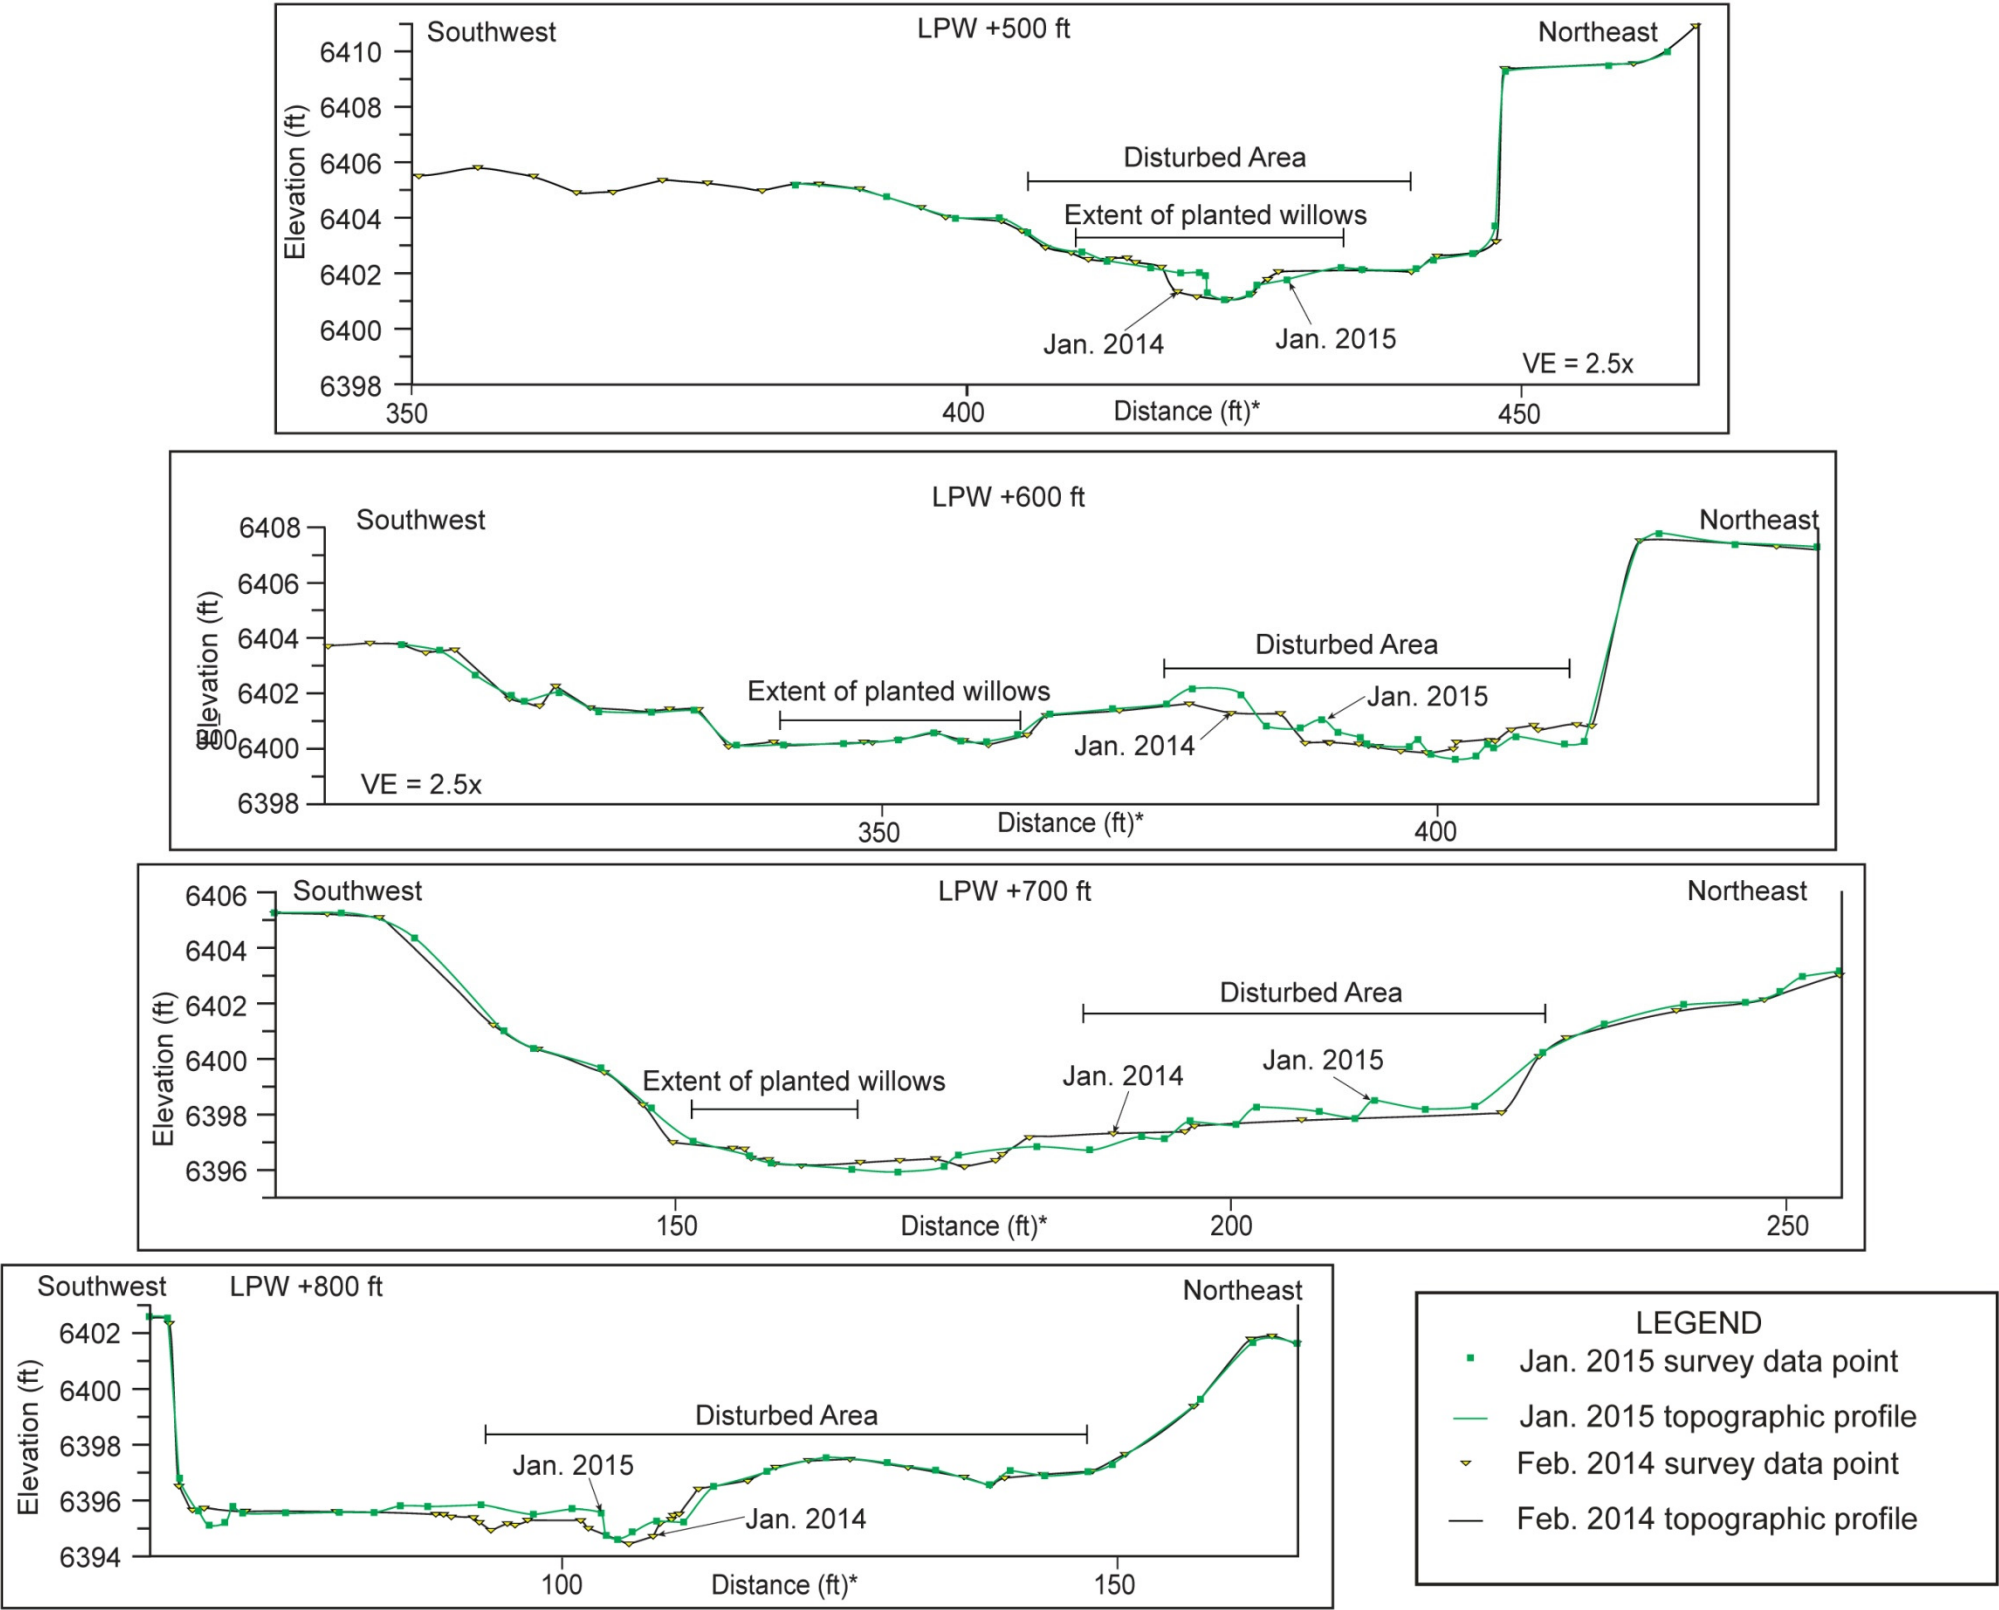 LPW +500 ft
Southwest
Northeast
Elevation (ft)
6410
6408
6406
6404
6402
6400
6398
Disturbed Area
Extent of planted willows
Jan. 2014
Jan. 2015
VE = 2.5x
350
400
Distance (ft)*
450
LPW +600 ft
Southwest
Northeast
Elevation (ft)
6408
6406
6404
6402
6400
6398
300
Disturbed Area
Extent of planted willows
Jan. 2015
Jan. 2014
VE = 2.5x
350
Distance (ft)*
400
LPW +700 ft
Southwest
Northeast
Elevation (ft)
6406
6404
6402
6400
6398
6396
Disturbed Area
Jan. 2015
Jan. 2014
Extent of planted willows
150
Distance (ft)*
200
250
Southwest
LPW +800 ft
Northeast
Elevation (ft)
6402
6400
6398
6396
6394
Disturbed Area
Jan. 2015
Jan. 2014
100
Distance (ft)*
150
LEGEND
Jan. 2015 survey data point
Jan. 2015 topographic profile
Feb. 2014 survey data point
Feb. 2014 topographic profile